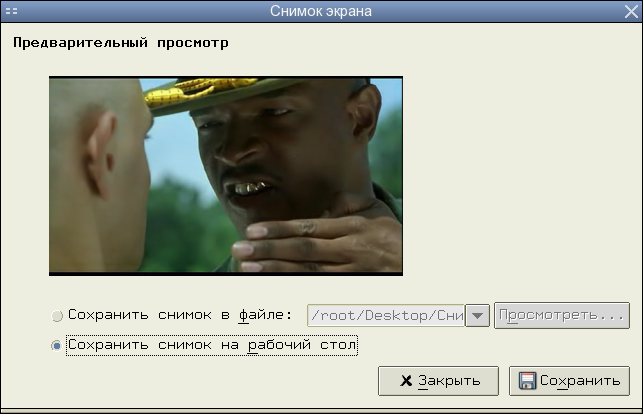 Снимок экрана
Предварительный просмотр
Сохранить снимок в файле: /root/Desktop/Сни Просмотреть...
Сохранить снимок на рабочий стол
Закрыть Сохранить